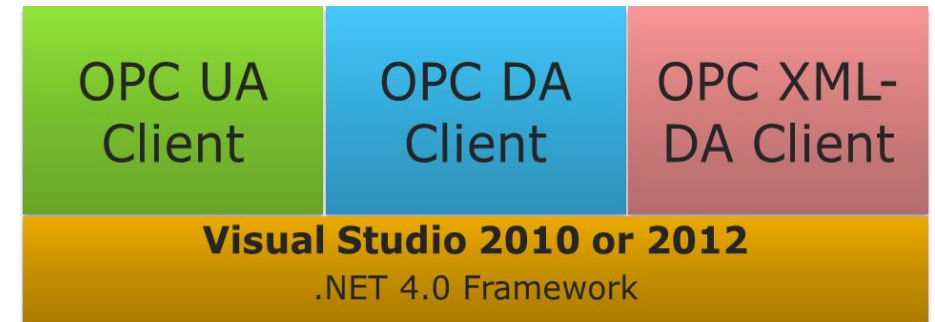 OPC UA
Client
OPC DA
Client
OPC XML-
DA Client
Visual Studio 2010 or 2012
.NET 4.0 Framework